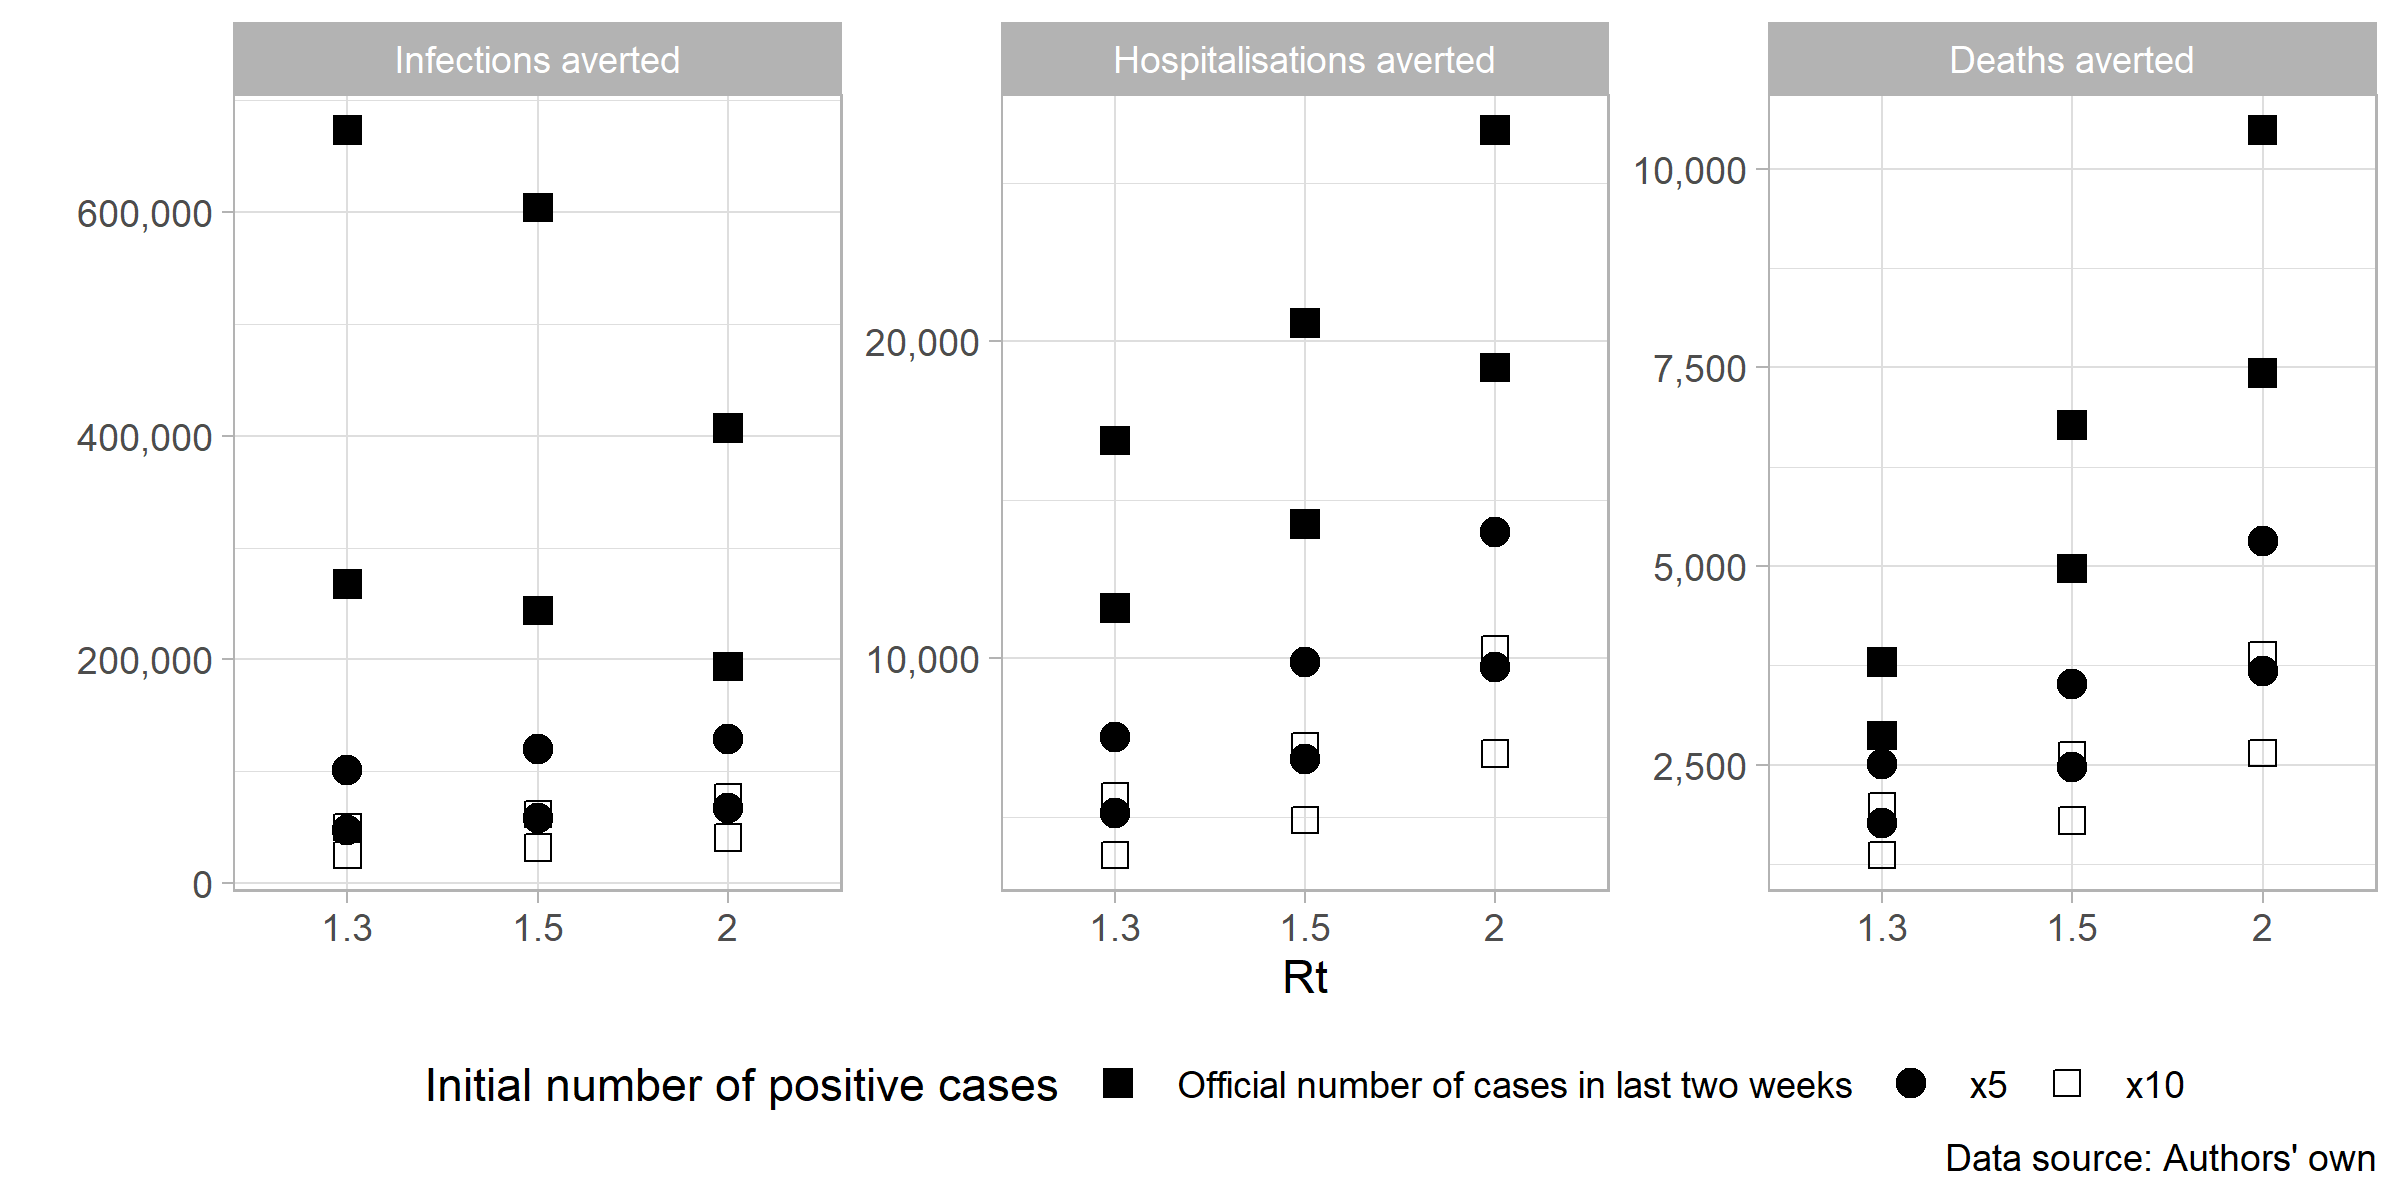 Infections averted
Hospitalisations averted
Deaths averted
600,000
400,000
200,000
0
20,000
10,000
10,000
7,500
5,000
2,500
1.3 1.5 2
1.3 1.5 2
1.3 1.5 2
Rt
Initial number of positive cases Official number of cases in last two weeks x5 x10
Data source: Authors' own